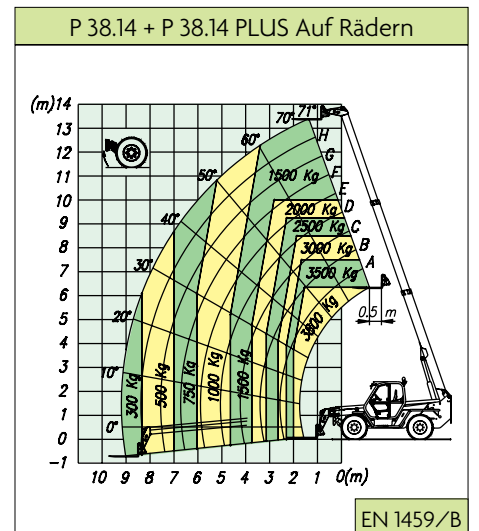 P 38.14 + P 38.14 PLUS Auf Rädern
(m)
14
13
12
11
10
9
8
7
6
5
4
3
2
1
0
-1
10 9 8 7 6 5 4 3 2 1 0(m)
0°
10°
20°
30°
40°
50°
60°
70°
71°
H
G
F
E
D
C
B
A
1500 Kg
2000 Kg
2500 Kg
3000 Kg
3500 Kg
3800 Kg
300 Kg
500 Kg
750 Kg
1000 Kg
1500 Kg
0.5 m
EN 1459/B